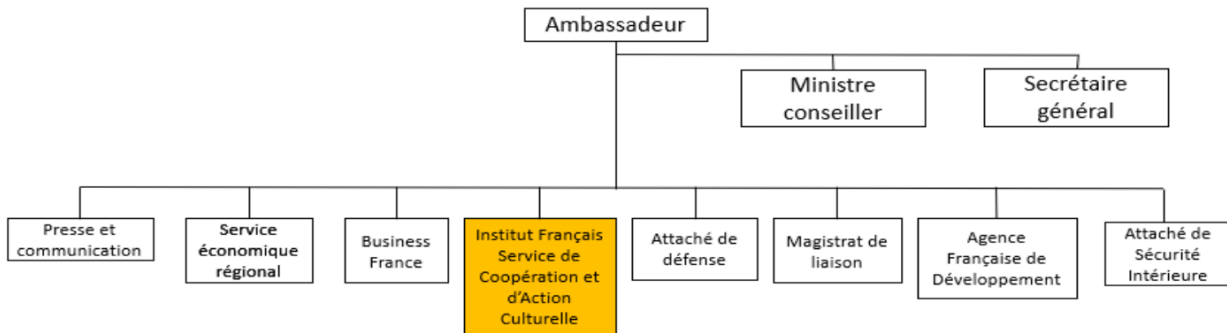 Ambassadeur
Ministre
conseiller
Secrétaire
général
Presse et
communication
Service
économique
régional
Business
France
Institut Français
Service de
Coopération et
d'Action
Culturelle
Attaché de
défense
Magistrat de
liaison
Agence
Française de
Développement
Attaché de
Sécurité
Intérieure